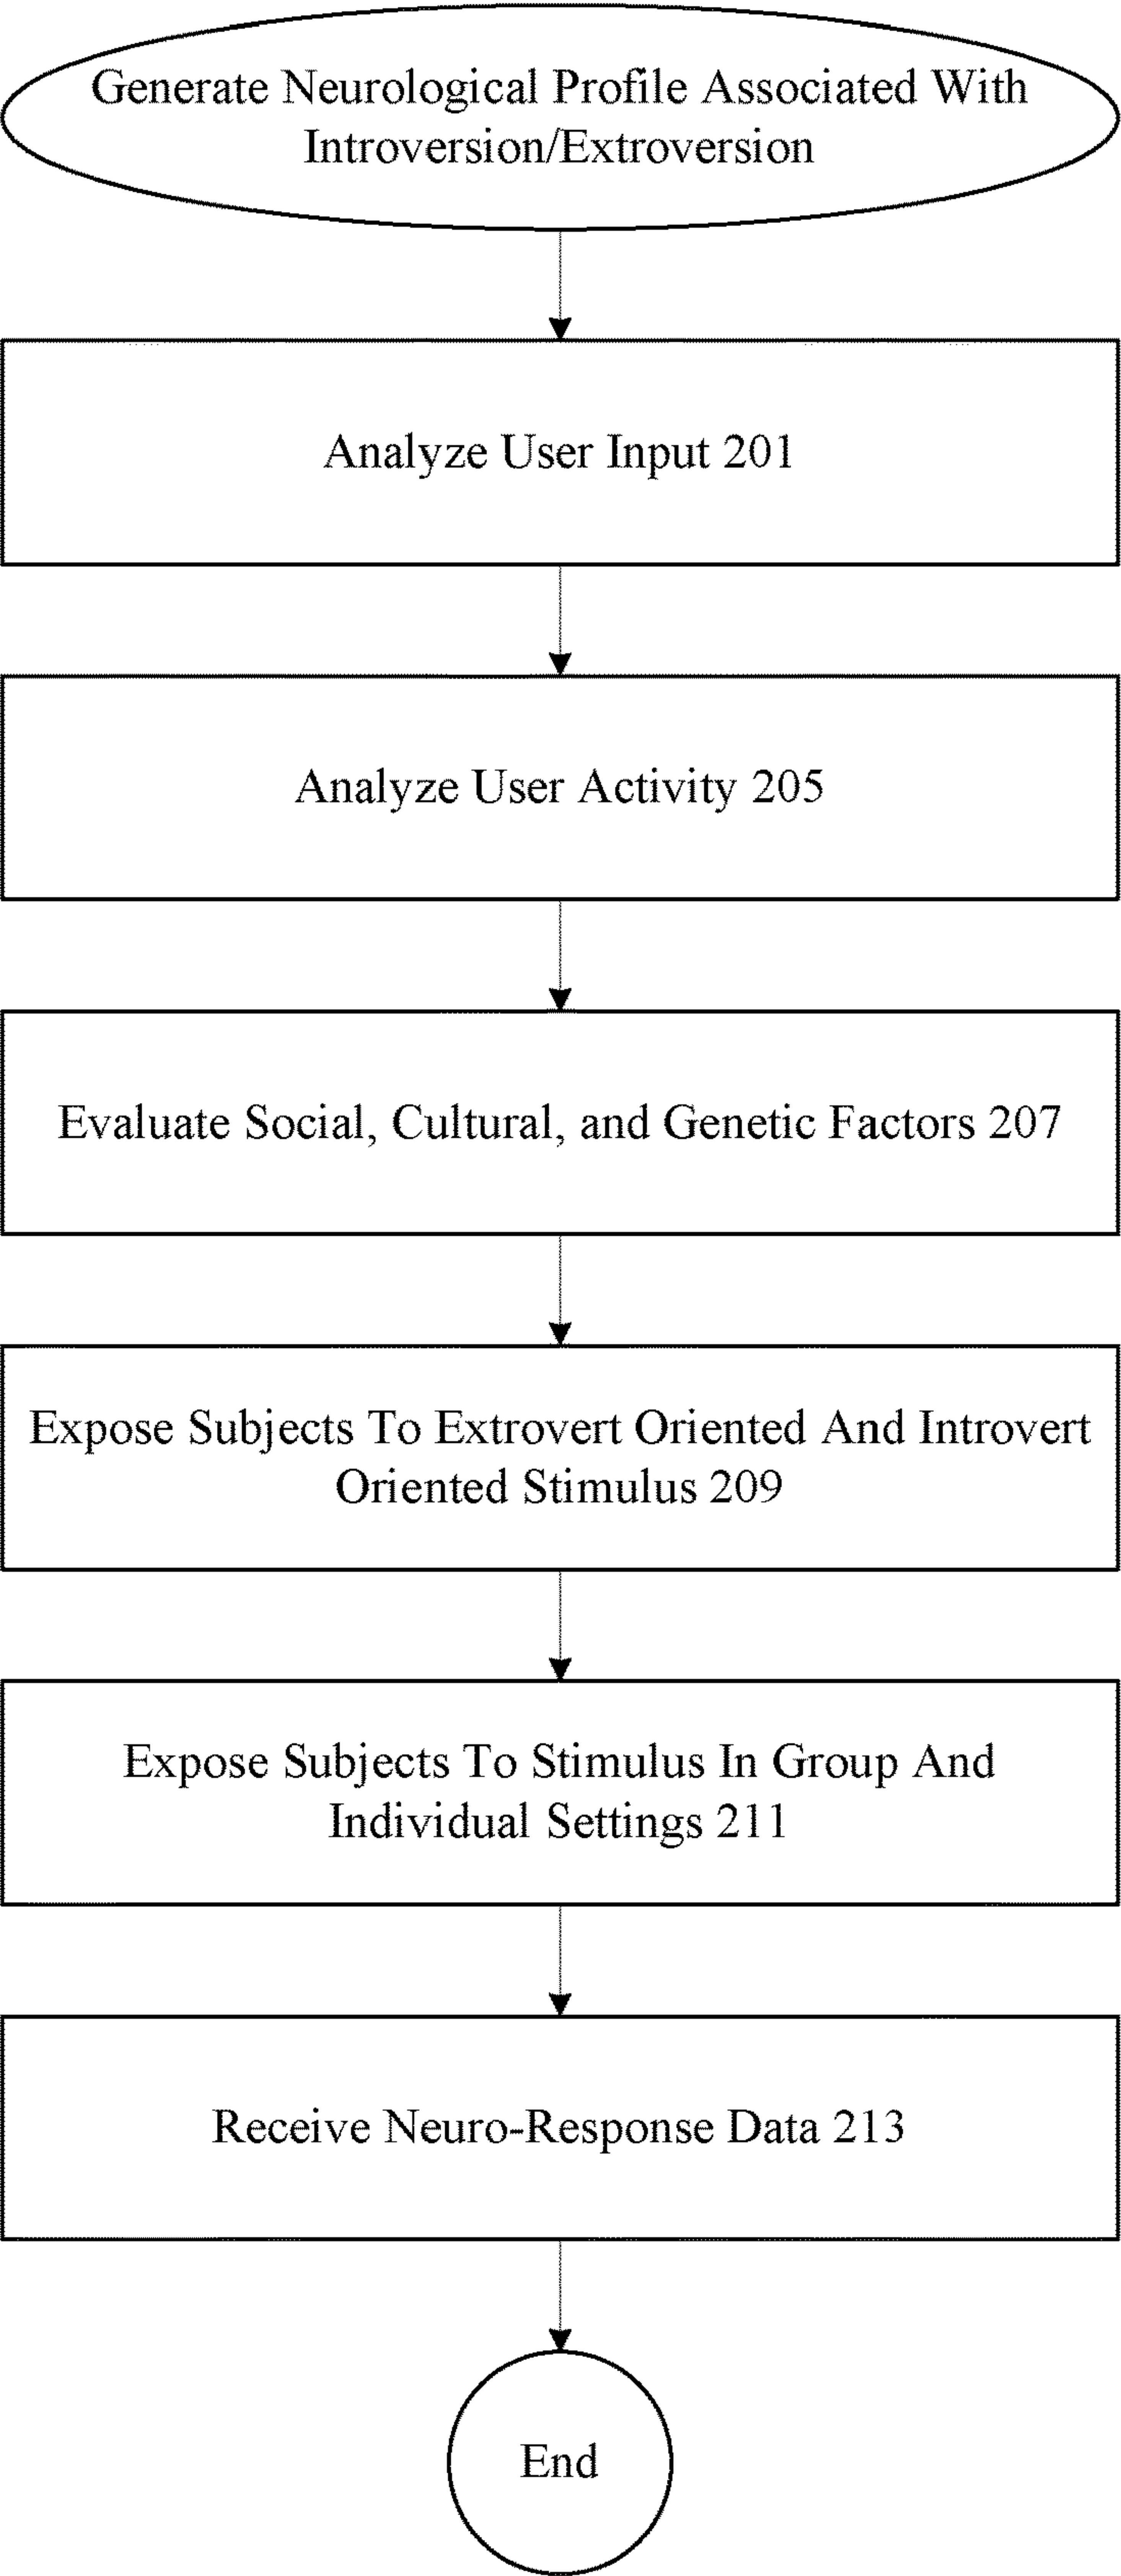 Generate Neurological Profile Associated With
Introversion/Extroversion
Analyze User Input 201
Analyze User Activity 205
Evaluate Social, Cultural, and Genetic Factors 207
Expose Subjects To Extrovert Oriented And Introvert
Oriented Stimulus 209
Expose Subjects To Stimulus In Group And
Individual Settings 211
Receive Neuro-Response Data 213
End